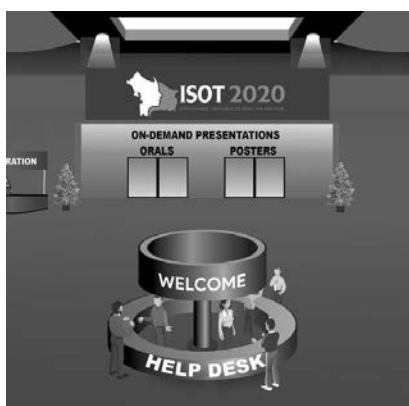 ISOT 2020
ON-DEMAND PRESENTATIONS
ORALS POSTERS
RATION
WELCOME
HELP DESK